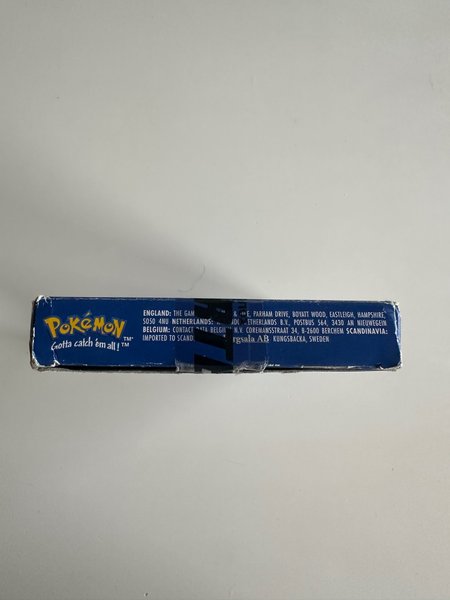 POKéMON™
Gotta catch 'em all!™
ENGLAND: THE GAM & CO., PARHAM DRIVE, BOYATT WOOD, EASTLEIGH, HAMPSHIRE,
SO50 4NU NETHERLANDS: NETHERLANDS B.V., POSTBUS 564, 3430 AN NIEUWEGEIN
BELGIUM: CONTACT DATA BELGIUM N.V. COREMANSSTRAAT 34, B-2600 BERCHEM SCANDINAVIA:
IMPORTED TO SCAND rgsala AB KUNGSBACKA, SWEDEN